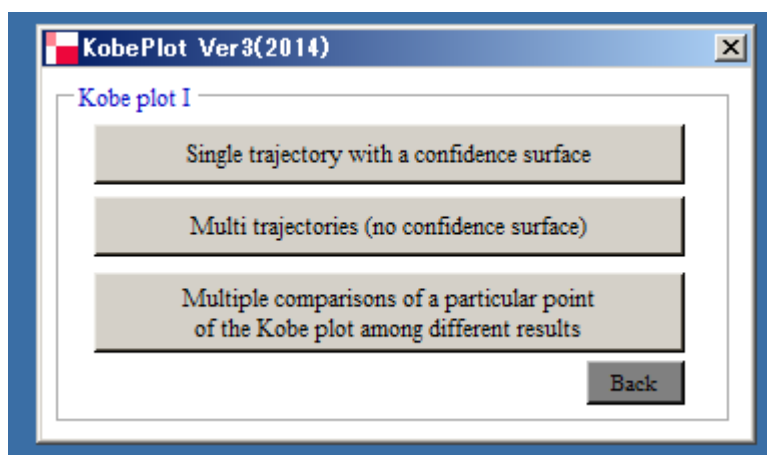 KobePlot Ver3(2014)
Kobe plot I
Single trajectory with a confidence surface
Multi trajectories (no confidence surface)
Multiple comparisons of a particular point
of the Kobe plot among different results
Back